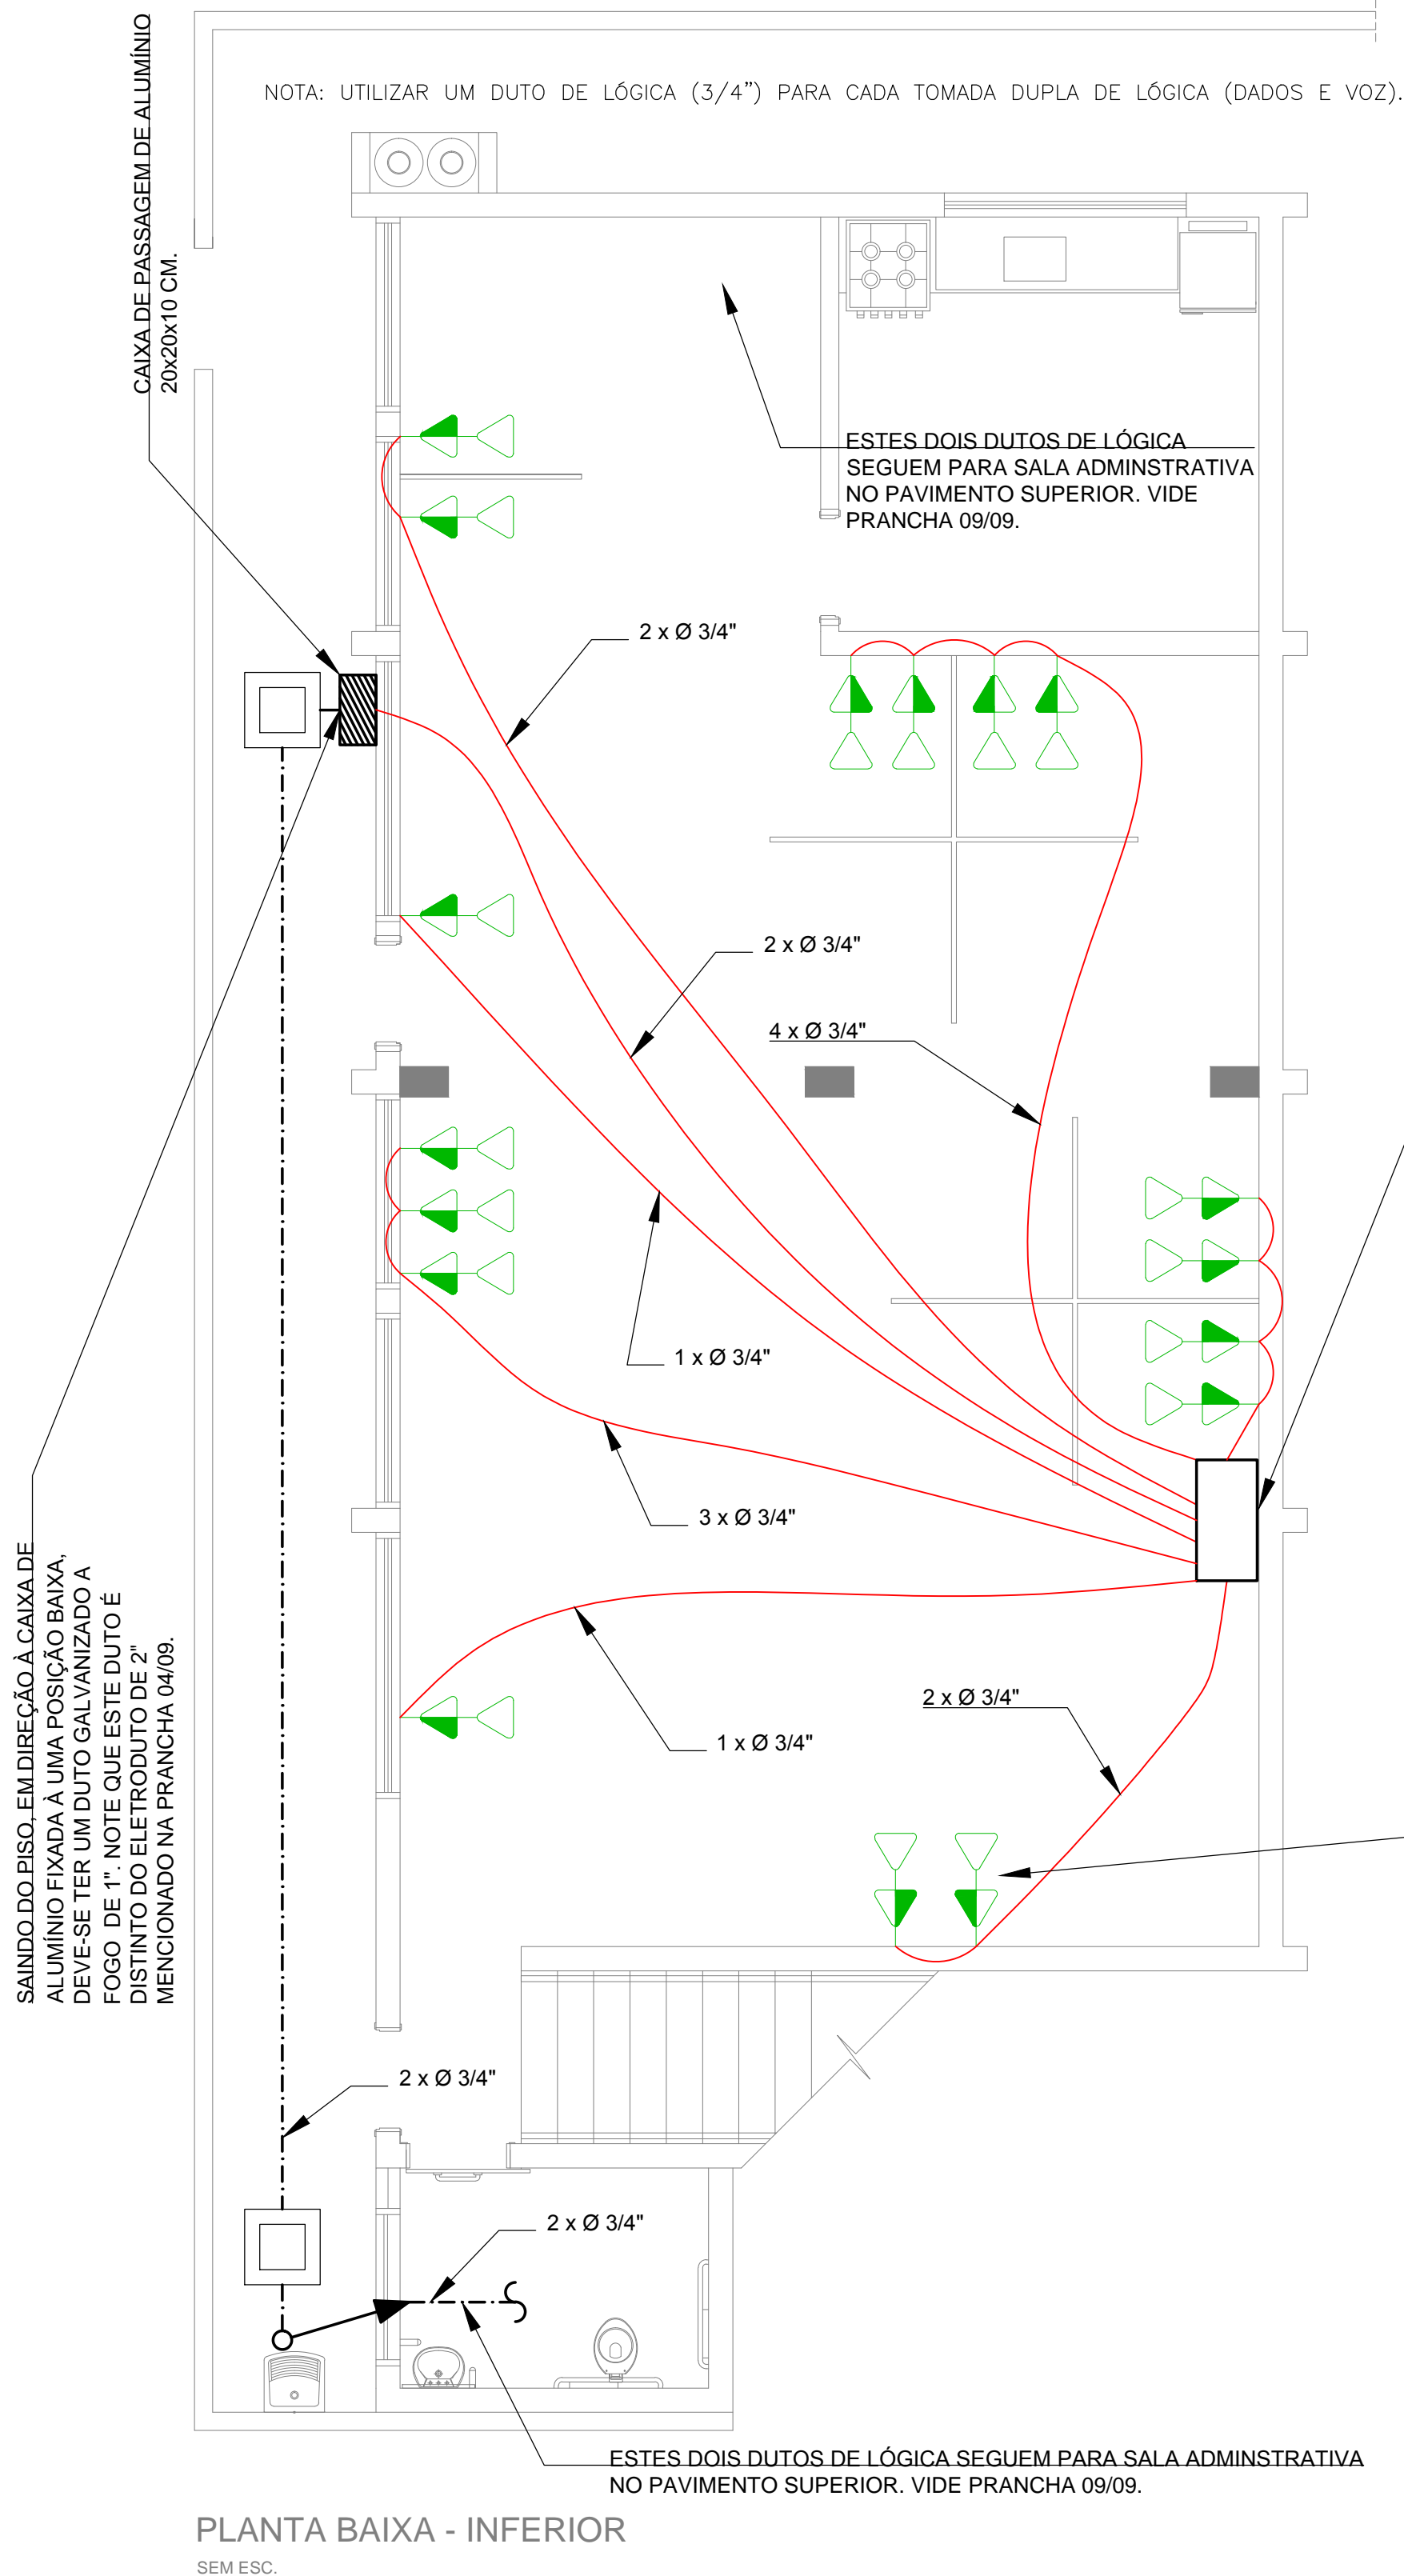 NOTA: UTILIZAR UM DUTO DE LÓGICA (3/4") PARA CADA TOMADA DUPLA DE LÓGICA (DADOS E VOZ).
CAIXA DE PASSAGEM DE ALUMÍNIO
20x20x10 CM.
ESTES DOIS DUTOS DE LÓGICA
SEGUEM PARA SALA ADMINSTRATIVA
NO PAVIMENTO SUPERIOR. VIDE
PRANCHA 09/09.
2 x Ø 3/4"
2 x Ø 3/4"
4 x Ø 3/4"
1 x Ø 3/4"
3 x Ø 3/4"
SAINDO DO PISO, EM DIREÇÃO À CAIXA DE
ALUMÍNIO FIXADA À UMA POSIÇÃO BAIXA,
DEVE-SE TER UM DUTO GALVANIZADO A
FOGO DE 1". NOTE QUE ESTE DUTO É
DISTINTO DO ELETRODUTO DE 2"
MENCIONADO NA PRANCHA 04/09.
2 x Ø 3/4"
1 x Ø 3/4"
2 x Ø 3/4"
2 x Ø 3/4"
ESTES DOIS DUTOS DE LÓGICA SEGUEM PARA SALA ADMINSTRATIVA
NO PAVIMENTO SUPERIOR. VIDE PRANCHA 09/09.
PLANTA BAIXA - INFERIOR
SEM ESC.